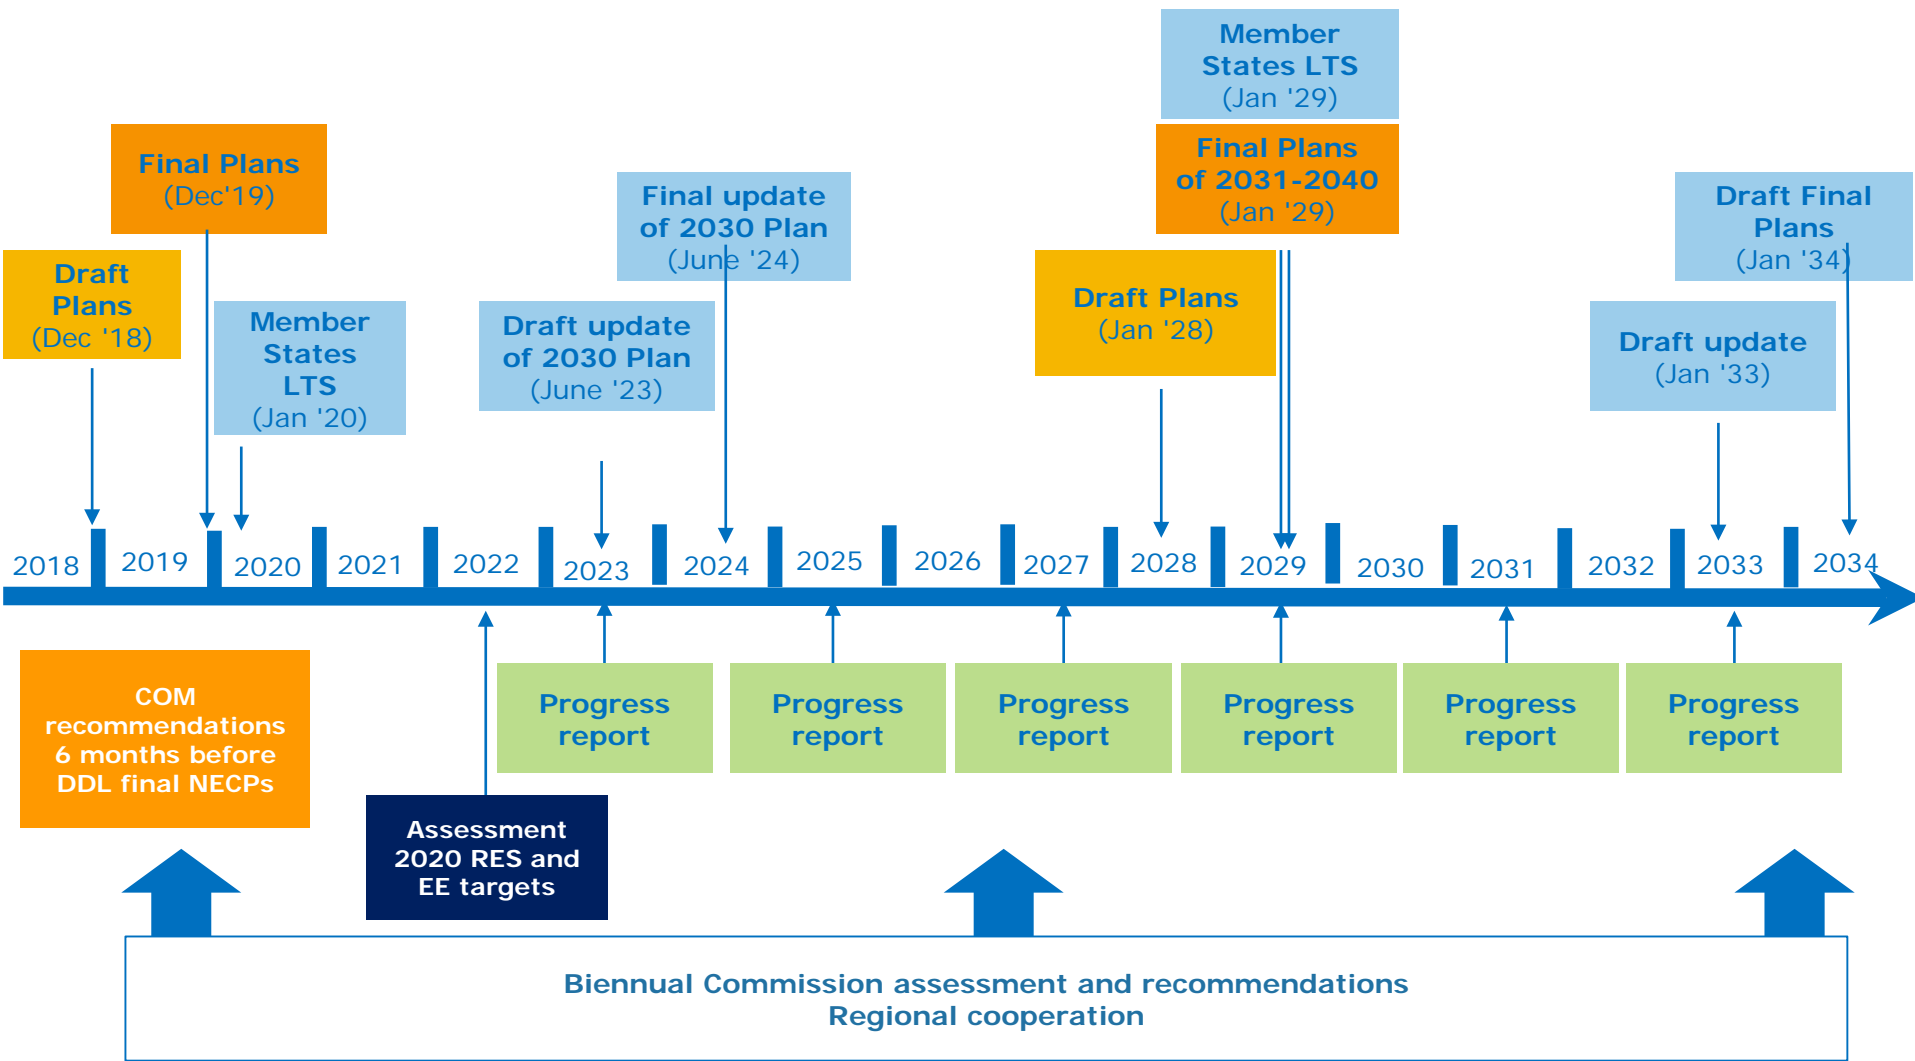 Member
States LTS
(Jan '29)
Final Plans
(Dec'19)
Final Plans
of 2031-2040
(Jan '29)
Final update
of 2030 Plan
(June '24)
Draft Final
Plans
(Jan '34)
Draft
Plans
(Dec '18)
Member
States
LTS
(Jan '20)
Draft update
of 2030 Plan
(June '23)
Draft Plans
(Jan '28)
Draft update
(Jan '33)
2018
2019
2020
2021
2022
2023
2024
2025
2026
2027
2028
2029
2030
2031
2032
2033
2034
COM
recommendations
6 months before
DDL final NECPs
Progress
report
Progress
report
Progress
report
Progress
report
Progress
report
Progress
report
Assessment
2020 RES and
EE targets
Biennual Commission assessment and recommendations
Regional cooperation